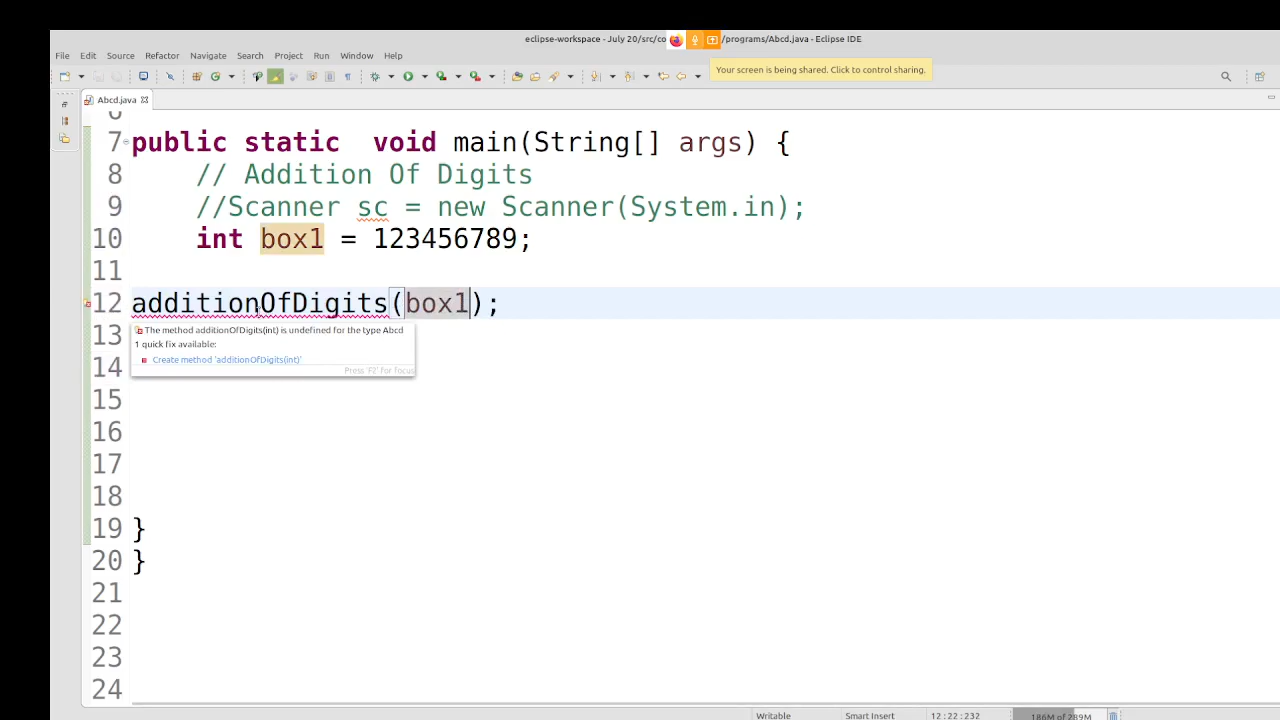 eclipse-workspace - July 20/src/co /programs/Abcd.java - Eclipse IDE
File Edit Source Refactor Navigate Search Project Run Window Help
Your screen is being shared. Click to control sharing.
Abcd.java
6
7 public static  void main(String[] args) {
8     // Addition Of Digits
9     //Scanner sc = new Scanner(System.in);
10     int box1 = 123456789;
11
12 additionOfDigits(box1);
The method additionOfDigits(int) is undefined for the type Abcd
13
1 quick fix available:
Create method 'additionOfDigits(int)'
14
Press 'F2' for focus
15
16
17
18
19 }
20 }
21
22
23
24
Writable Smart Insert 12 : 22 : 232 186M of 289M